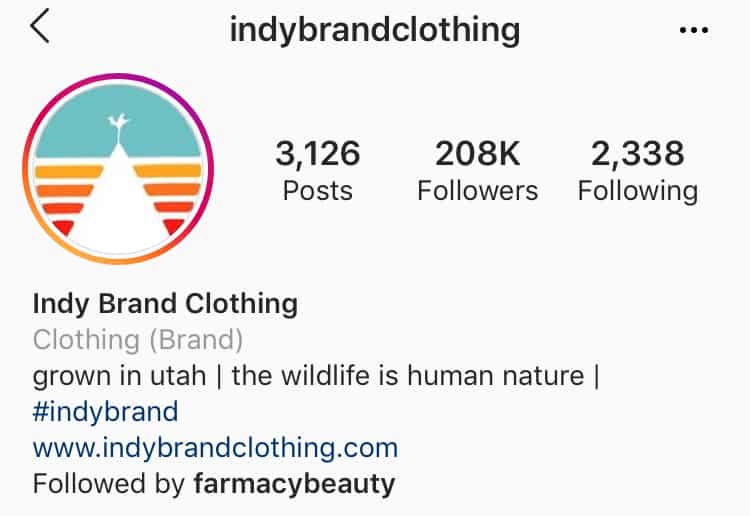 indybrandclothing
3,126 208K 2,338
Posts Followers Following
Indy Brand Clothing
Clothing (Brand)
grown in utah | the wildlife is human nature |
#indybrand
www.indybrandclothing.com
Followed by farmacybeauty